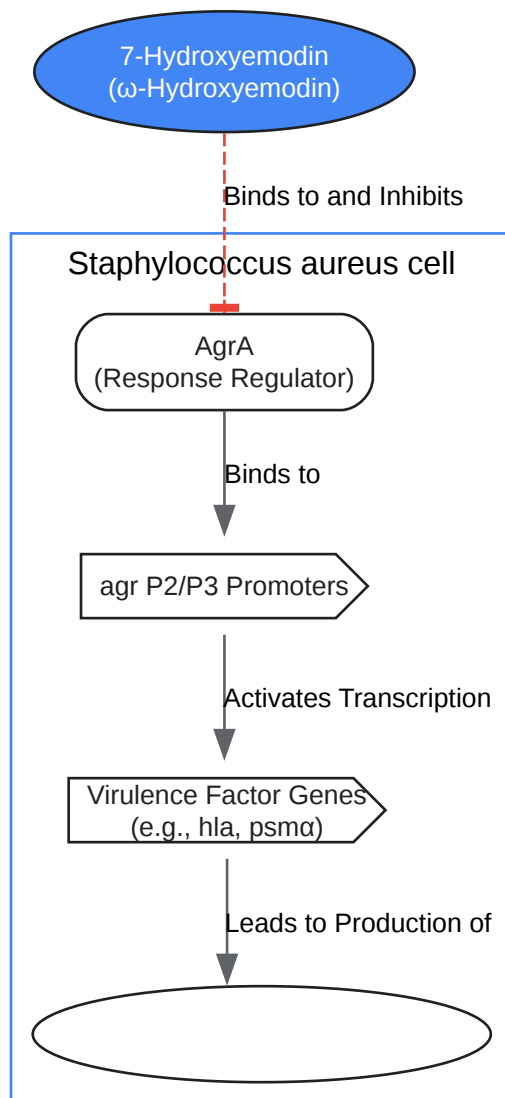 7-Hydroxyemodin
(ω-Hydroxyemodin)
Binds to and Inhibits
Staphylococcus aureus cell
AgrA
(Response Regulator)
Binds to
agr P2/P3 Promoters
Activates Transcription
Virulence Factor Genes
(e.g., hla, psmα)
Leads to Production of